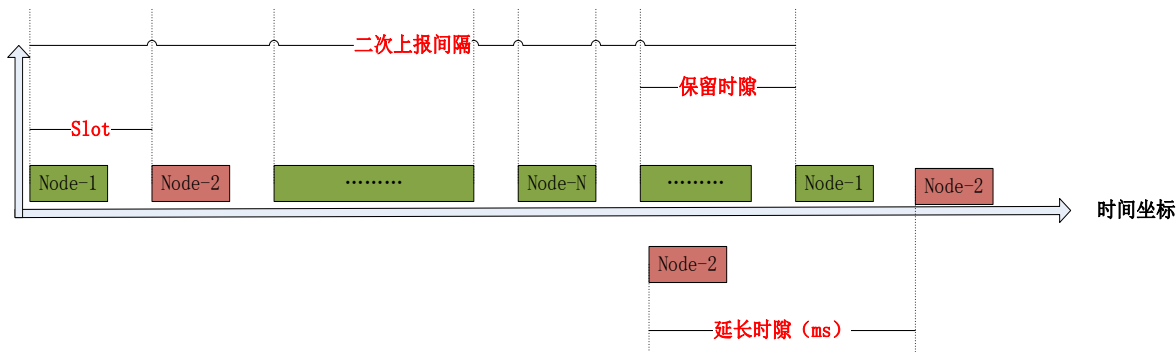 二次上报间隔
保留时隙
Slot
Node-1
Node-2
………
Node-N
………
Node-1
Node-2
时间坐标
Node-2
延长时隙（ms）